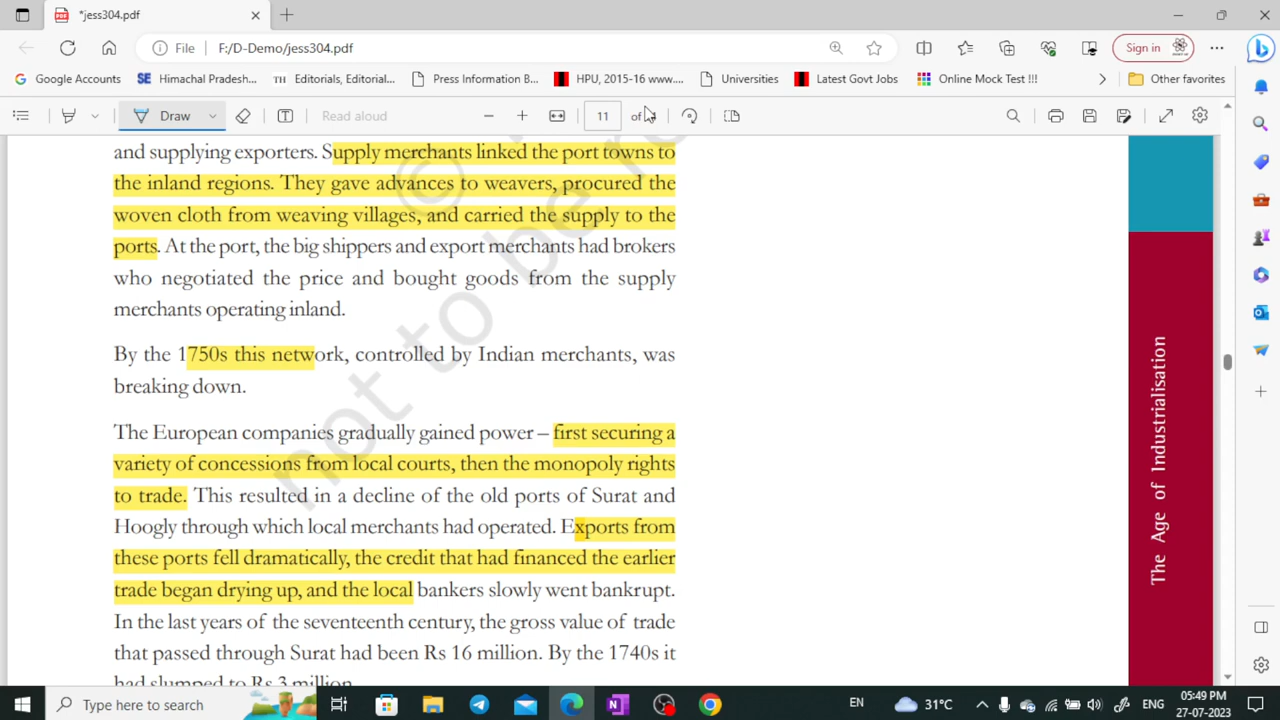 *jess304.pdf
File F:/D-Demo/jess304.pdf Sign in
Google Accounts Himachal Pradesh... Editorials, Editorial... Press Information B... HPU, 2015-16 www.... Universities Latest Govt Jobs Online Mock Test !!! Other favorites
Draw Read aloud 11 of
and supplying exporters. Supply merchants linked the port towns to
the inland regions. They gave advances to weavers, procured the
woven cloth from weaving villages, and carried the supply to the
ports. At the port, the big shippers and export merchants had brokers
who negotiated the price and bought goods from the supply
merchants operating inland.
By the 1750s this network, controlled by Indian merchants, was
breaking down.
The European companies gradually gained power – first securing a
variety of concessions from local courts, then the monopoly rights
to trade. This resulted in a decline of the old ports of Surat and
Hoogly through which local merchants had operated. Exports from
these ports fell dramatically, the credit that had financed the earlier
trade began drying up, and the local bankers slowly went bankrupt.
In the last years of the seventeenth century, the gross value of trade
that passed through Surat had been Rs 16 million. By the 1740s it
had slumped to Rs 3 million.
© not to be re
The Age of Industrialisation
Type here to search EN 31°C ENG 05:49 PM
27-07-2023